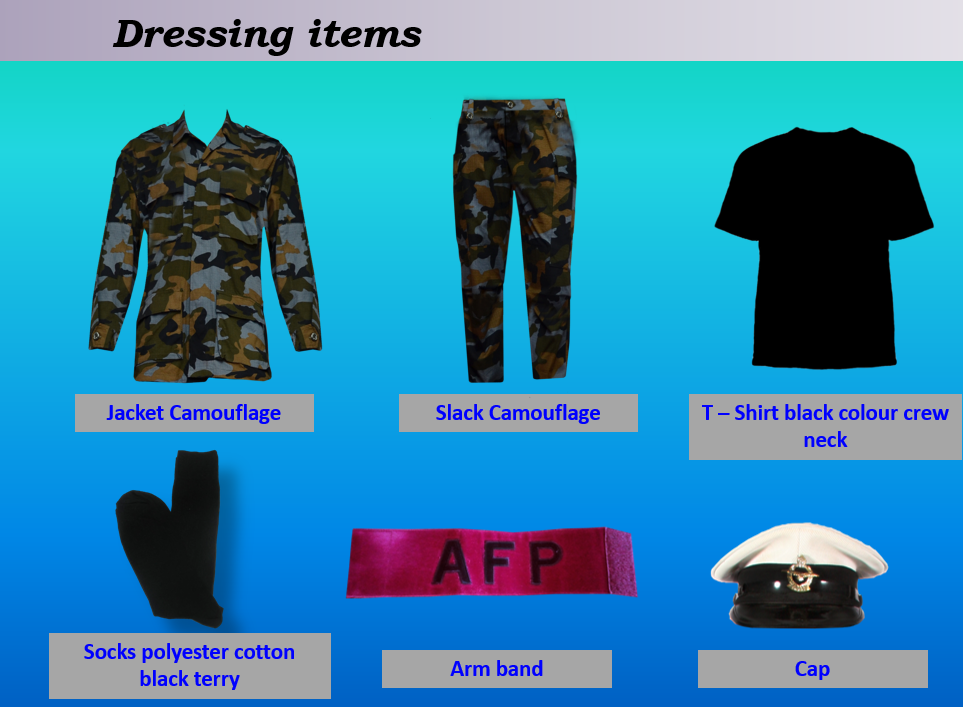 Dressing items
Jacket Camouflage
Slack Camouflage
T – Shirt black colour crew
neck
AFP
Socks polyester cotton
black terry
Arm band
Cap